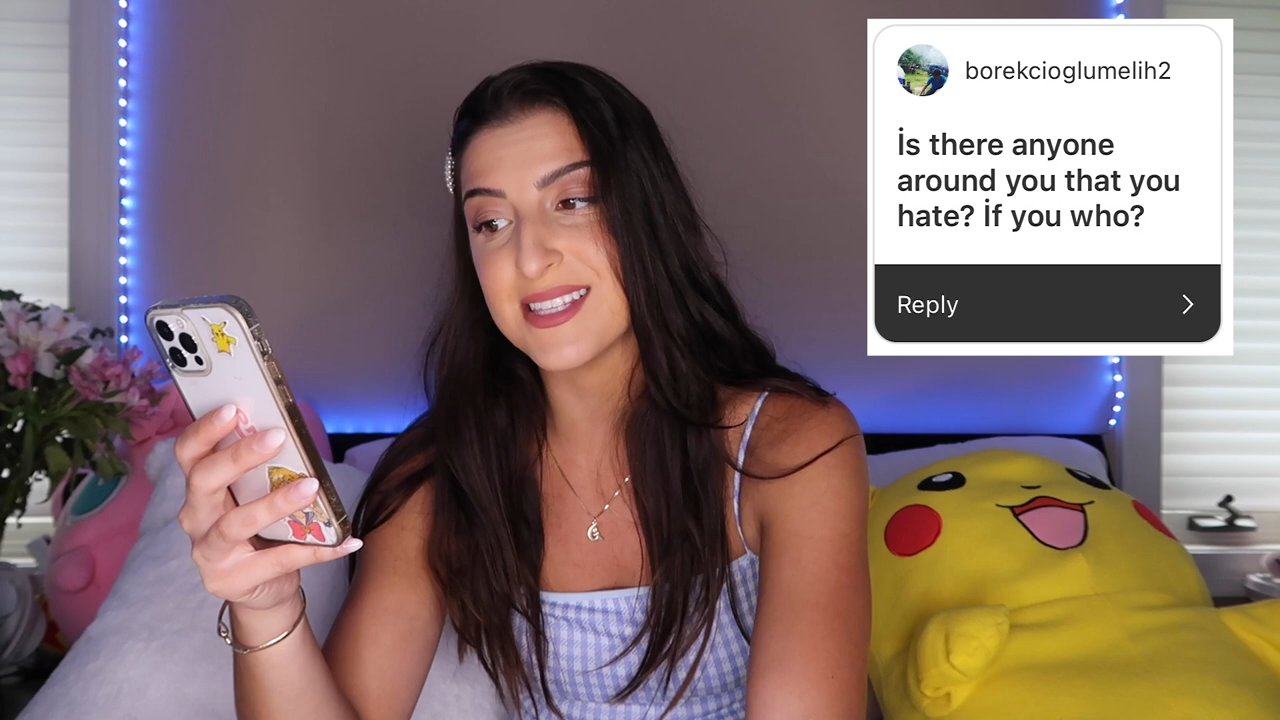 borekcioglumelih2
İs there anyone
around you that you
hate? İf you who?
Reply